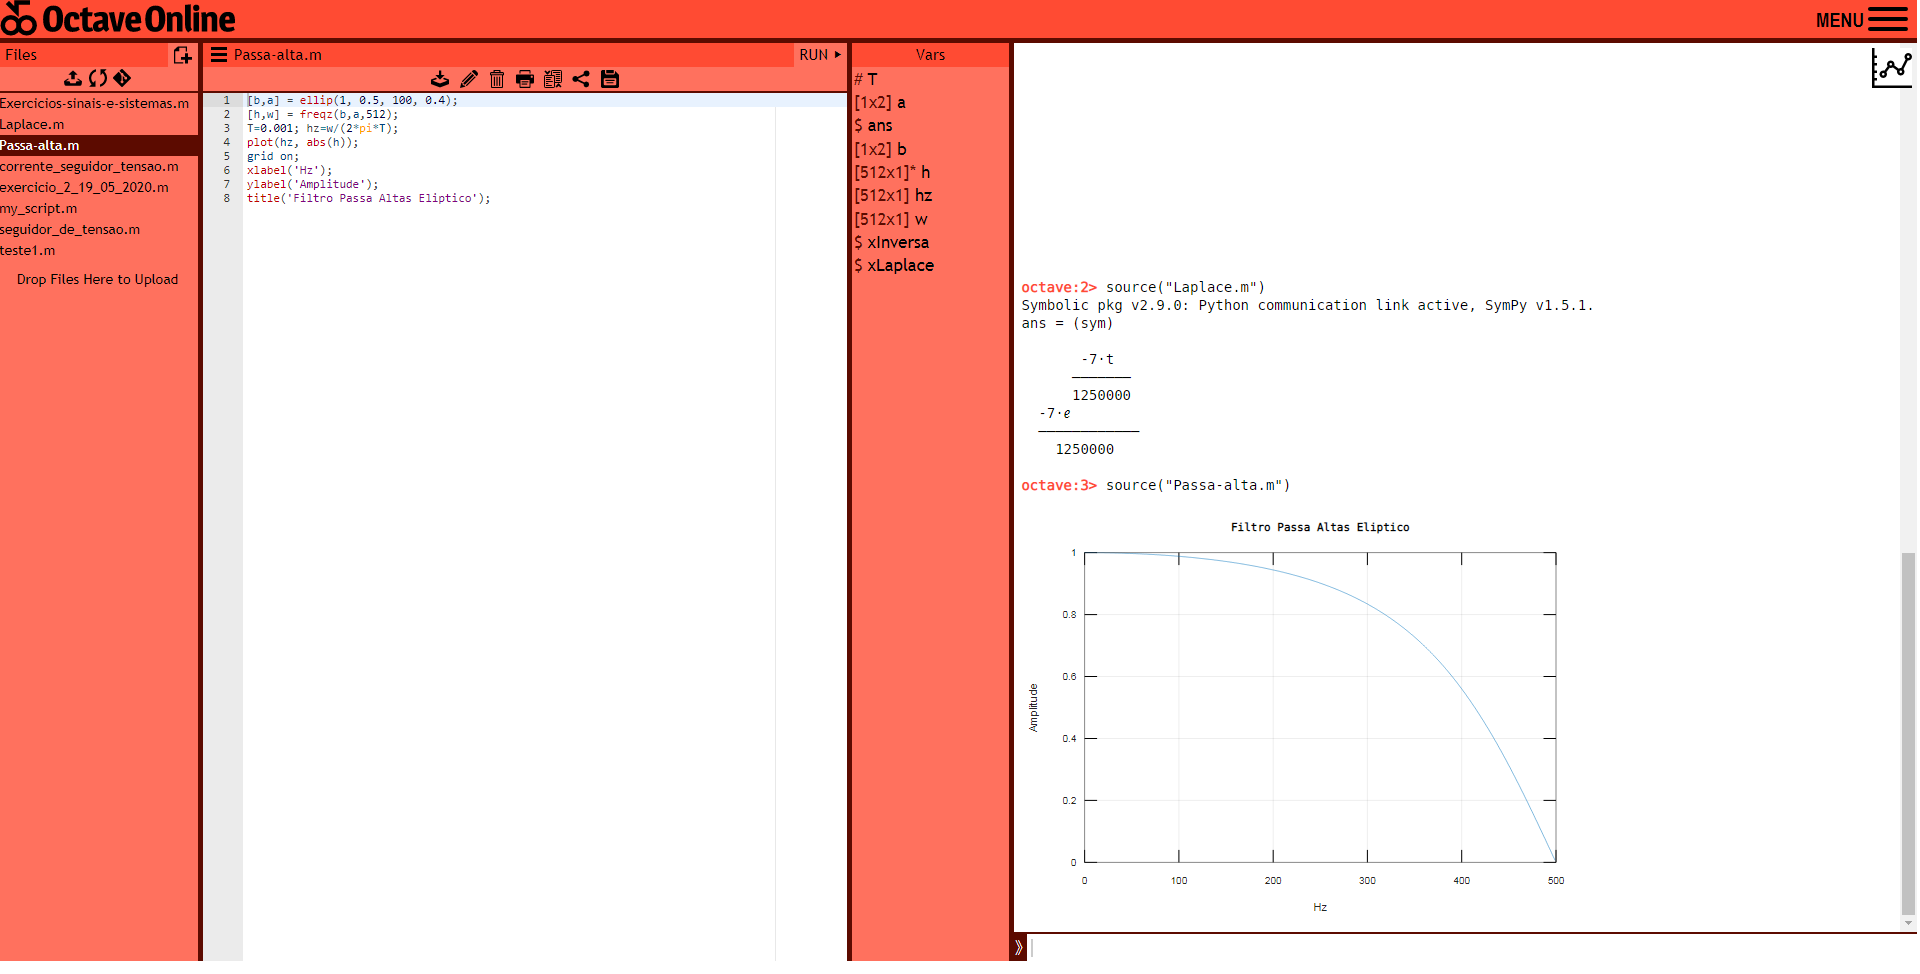 Octave Online
MENU
Files
Exercicios-sinais-e-sistemas.m
Laplace.m
Passa-alta.m
corrente_seguidor_tensao.m
exercicio_2_19_05_2020.m
my_script.m
seguidor_de_tensao.m
teste1.m
Drop Files Here to Upload
Passa-alta.m
RUN
1 [b,a] = ellip(1, 0.5, 100, 0.4);
2 [h,w] = freqz(b,a,512);
3 T=0.001; hz=w/(2*pi*T);
4 plot(hz, abs(h));
5 grid on;
6 xlabel('Hz');
7 ylabel('Amplitude');
8 title('Filtro Passa Altas Eliptico');
Vars
# T
[1x2] a
$ ans
[1x2] b
[512x1]* h
[512x1] hz
[512x1] w
$ xInversa
$ xLaplace
octave:2> source("Laplace.m")
Symbolic pkg v2.9.0: Python communication link active, SymPy v1.5.1.
ans = (sym)
-7·t
───────
1250000
-7·ℯ
────────────
1250000
octave:3> source("Passa-alta.m")
Filtro Passa Altas Eliptico
1
0.8
0.6
0.4
0.2
0
Amplitude
0 100 200 300 400 500
Hz